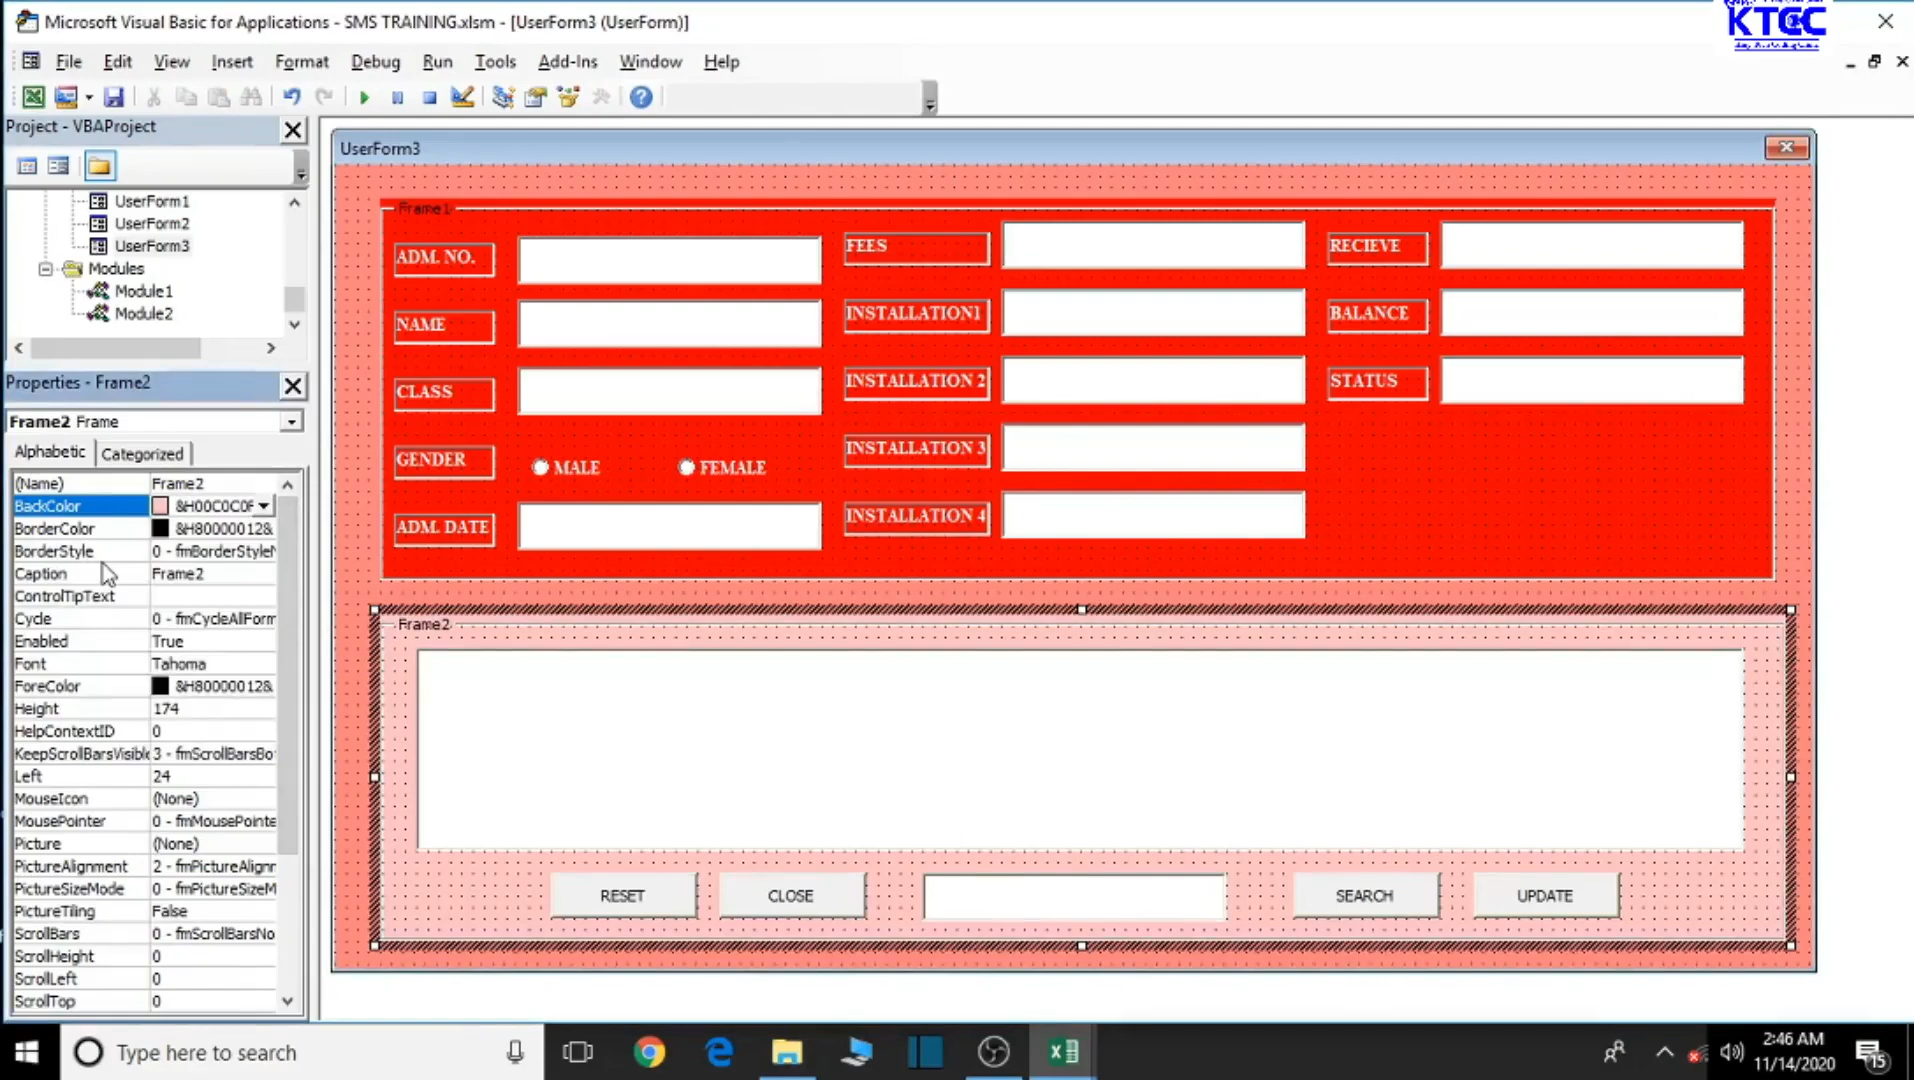 Microsoft Visual Basic for Applications - SMS TRAINING.xlsm - [UserForm3 (UserForm)]
KTCC
File Edit View Insert Format Debug Run Tools Add-Ins Window Help
Project - VBAProject
UserForm1
UserForm2
UserForm3
Modules
Module1
Module2
Properties - Frame2
Frame2 Frame
Alphabetic Categorized
(Name) Frame2
BackColor &H00C0C0F
BorderColor &H80000012&
BorderStyle 0 - fmBorderStyleN
Caption Frame2
ControlTipText
Cycle 0 - fmCycleAllForm
Enabled True
Font Tahoma
ForeColor &H80000012&
Height 174
HelpContextID 0
KeepScrollBarsVisible 3 - fmScrollBarsBo
Left 24
MouseIcon (None)
MousePointer 0 - fmMousePointe
Picture (None)
PictureAlignment 2 - fmPictureAlignn
PictureSizeMode 0 - fmPictureSizeM
PictureTiling False
ScrollBars 0 - fmScrollBarsNo
ScrollHeight 0
ScrollLeft 0
ScrollTop 0
UserForm3
Frame1
ADM. NO. FEES RECIEVE
NAME INSTALLATION1 BALANCE
CLASS INSTALLATION 2 STATUS
GENDER MALE FEMALE INSTALLATION 3
ADM. DATE INSTALLATION 4
Frame2
RESET CLOSE SEARCH UPDATE
Type here to search
2:46 AM
11/14/2020
15